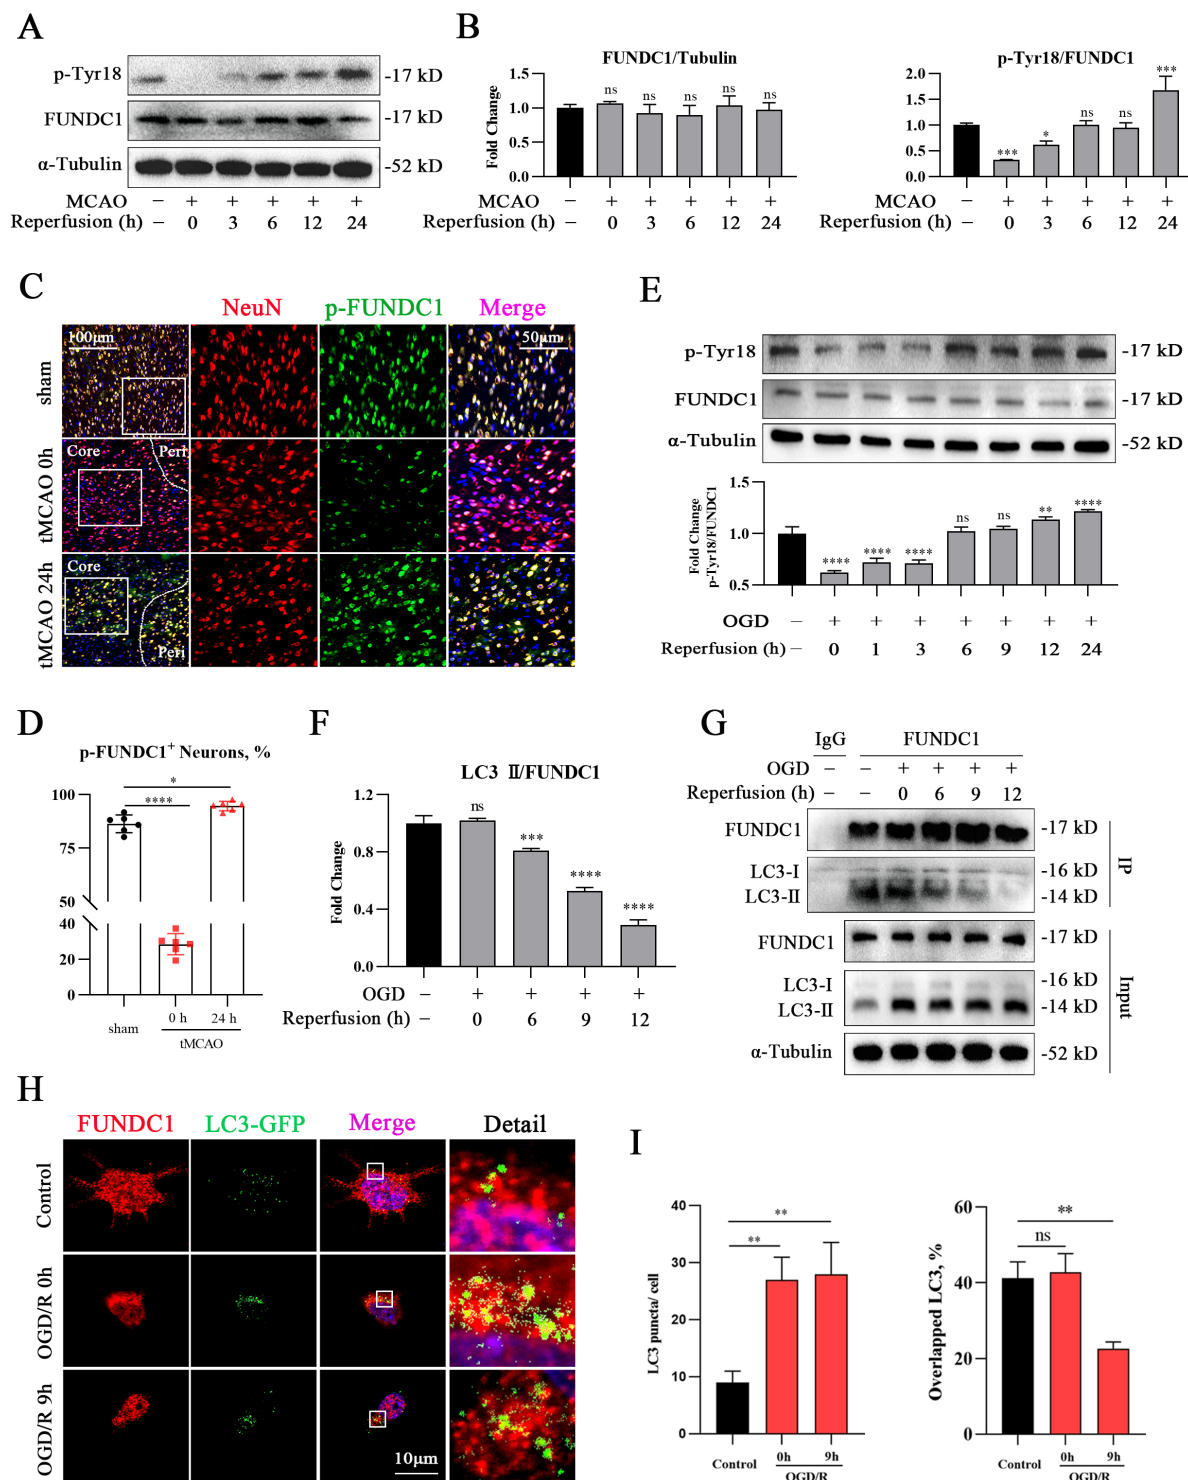 A
p-Tyr18
-17 kD
FUNDC1
-17 kD
α-Tubulin
-52 kD
MCAO – + + + + +
Reperfusion (h) – 0 3 6 12 24
B
FUNDC1/Tubulin
Fold Change
1.5
1.0
0.5
0.0
ns ns ns ns ns
MCAO – + + + + +
Reperfusion (h) – 0 3 6 12 24
p-Tyr18/FUNDC1
2.0
1.5
1.0
0.5
0.0
*** * ns ns ***
MCAO – + + + + +
Reperfusion (h) – 0 3 6 12 24
C
NeuN p-FUNDC1 Merge
sham
100μm
50μm
tMCAO 0h
Core Peri
tMCAO 24h
Core
Peri
E
p-Tyr18
-17 kD
FUNDC1
-17 kD
α-Tubulin
-52 kD
Fold Change
p-Tyr18/FUNDC1
1.5
1.0
0.5
**** **** **** ns ns ** ****
OGD – + + + + + + +
Reperfusion (h) – 0 1 3 6 9 12 24
D
p-FUNDC1+ Neurons, %
*
****
100
75
50
40
20
0
sham
0 h 24 h
tMCAO
F
LC3 II/FUNDC1
Fold Change
1.2
0.8
0.4
0.0
ns *** **** ****
OGD – + + + +
Reperfusion (h) – 0 6 9 12
G
IgG FUNDC1
OGD – – + + + +
Reperfusion (h) – – 0 6 9 12
FUNDC1
-17 kD
LC3-I
-16 kD
LC3-II
-14 kD
IP
FUNDC1
-17 kD
LC3-I
-16 kD
LC3-II
-14 kD
α-Tubulin
-52 kD
Input
H
FUNDC1 LC3-GFP Merge Detail
Control
OGD/R 0h
OGD/R 9h
10μm
I
LC3 puncta/ cell
40
30
20
10
0
**
**
Control
0h 9h
OGD/R
Overlapped LC3, %
60
40
20
0
**
ns
Control
0h 9h
OGD/R